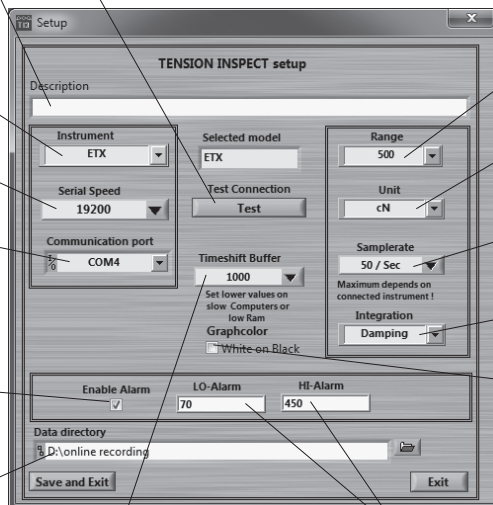 Setup
TENSION INSPECT setup
Description
Instrument
ETX
Selected model
ETX
Range
500
Serial Speed
19200
Test Connection
Test
Unit
cN
Communication port
COM4
Timeshift Buffer
1000
Set lower values on
slow Computers or
low Ram
Samplerate
50 / Sec
Maximum depends on
connected instrument !
Graphcolor
White on Black
Integration
Damping
Enable Alarm
LO-Alarm
70
HI-Alarm
450
Data directory
D:\online recording
Save and Exit
Exit